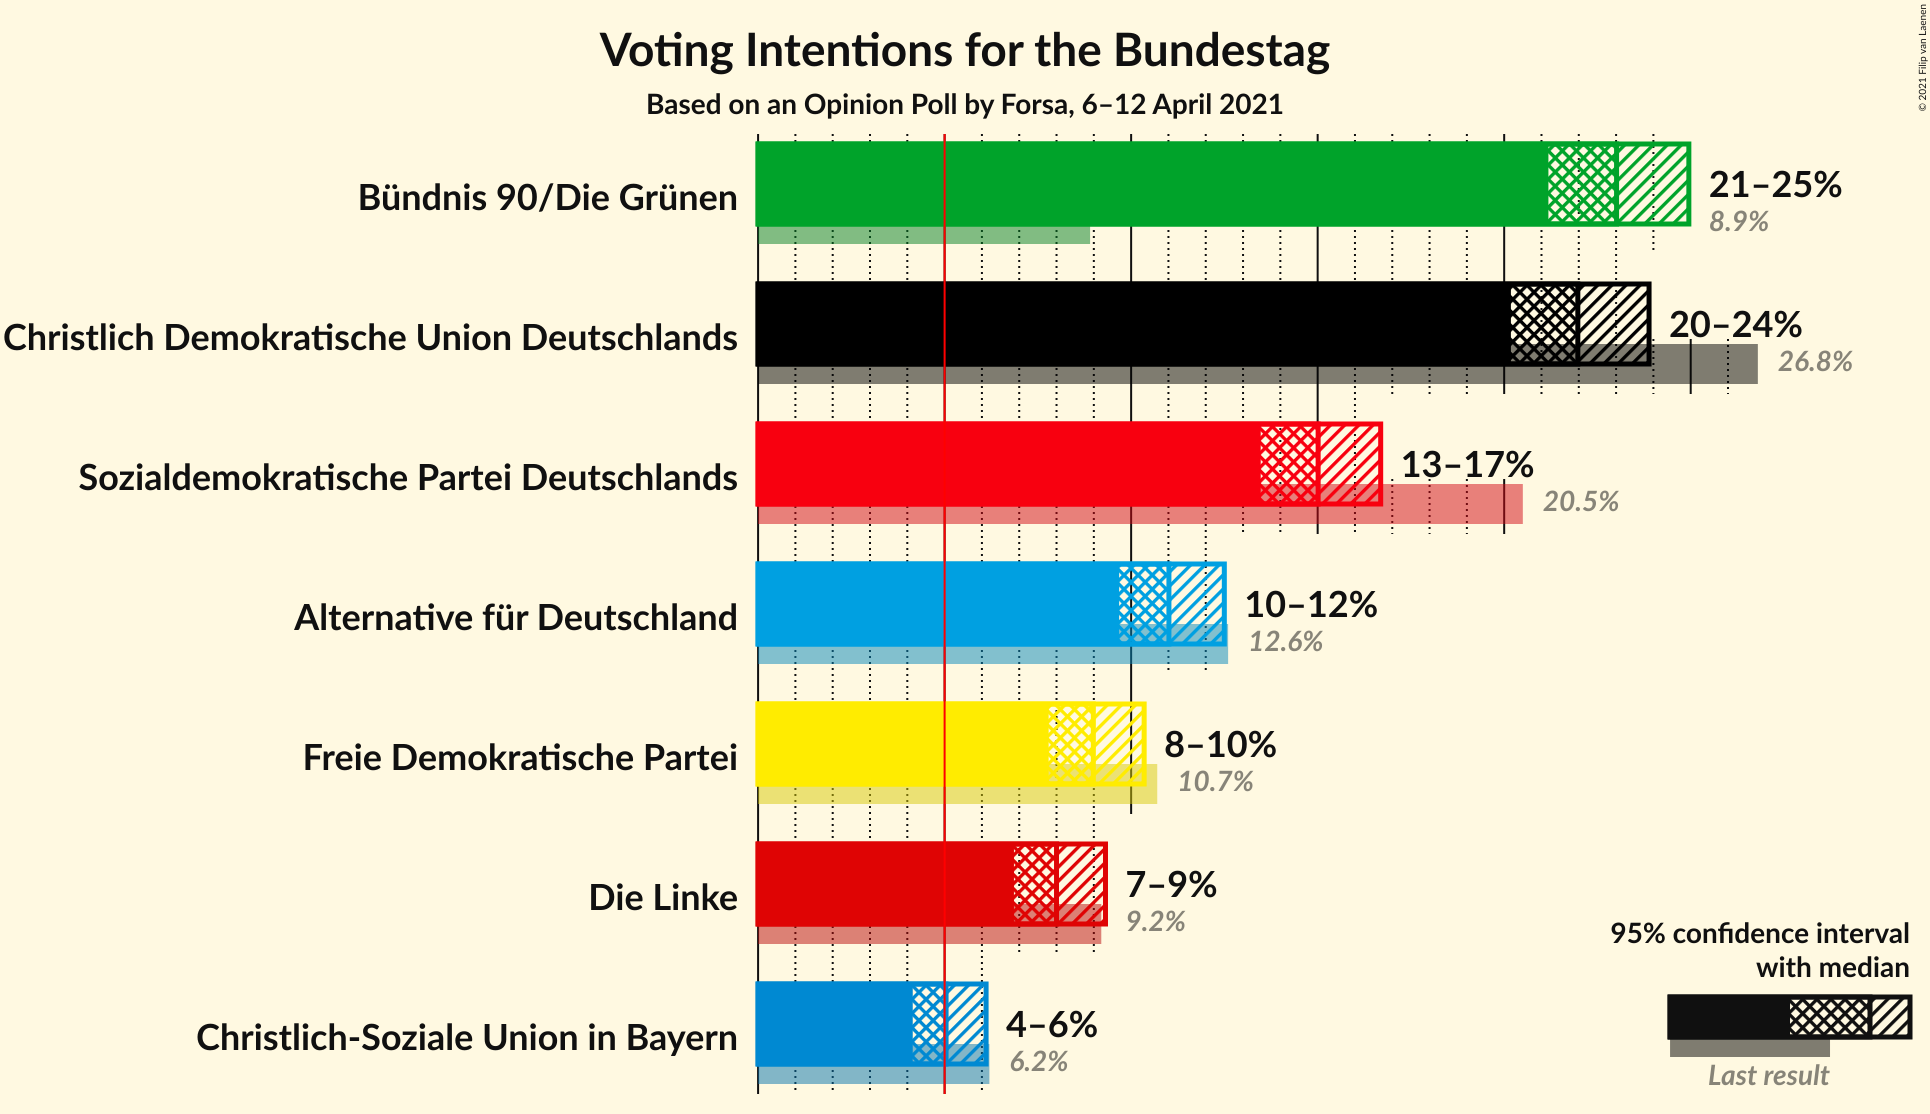 Voting Intentions for the Bundestag
Based on an Opinion Poll by Forsa, 6–12 April 2021
© 2021 Filip van Laenen
Bündnis 90/Die Grünen
21–25%
8.9%
Christlich Demokratische Union Deutschlands
20–24%
26.8%
Sozialdemokratische Partei Deutschlands
13–17%
20.5%
Alternative für Deutschland
10–12%
12.6%
Freie Demokratische Partei
8–10%
10.7%
Die Linke
7–9%
9.2%
Christlich-Soziale Union in Bayern
4–6%
6.2%
95% confidence interval
with median
Last result